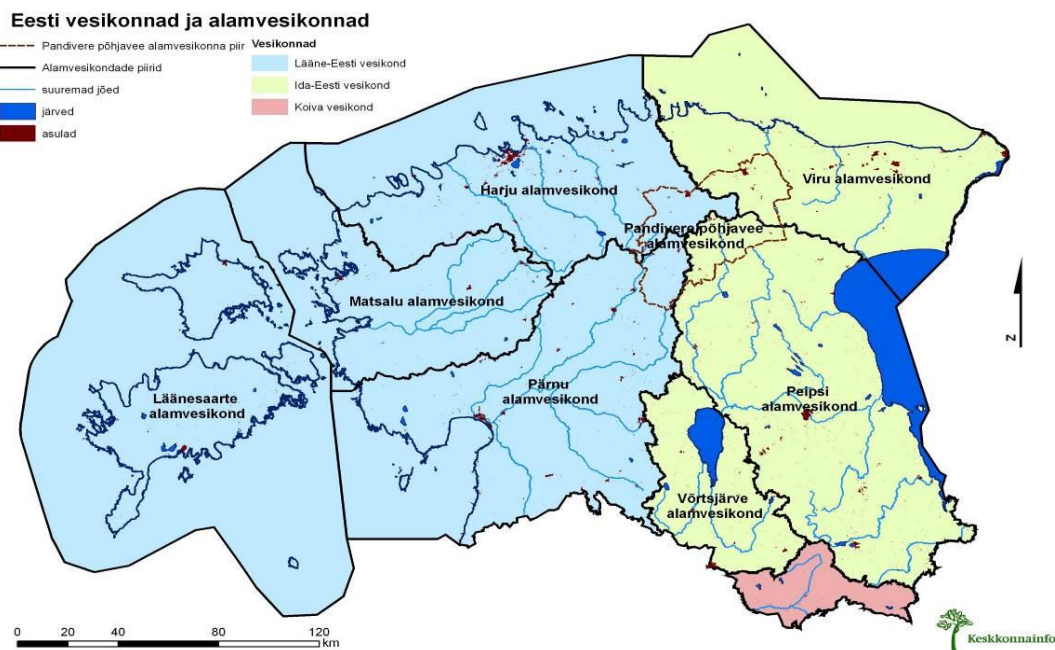 Eesti vesikonnad ja alamvesikonnad
Pandivere põhjavee alamvesikonna piir
Alamvesikondade piirid
suuremad jõed
järved
asulad
Vesikonnad
Lääne-Eesti vesikond
Ida-Eesti vesikond
Koiva vesikond
Harju alamvesikond
Viru alamvesikond
Pandivere põhjavee
alamvesikond
Matsalu alamvesikond
Läänesaarte
alamvesikond
Pärnu
alamvesikond
Peipsi
alamvesikond
Võrtsjärve
alamvesikond
N
0 20 40 80 120
km
Keskkonnainfo